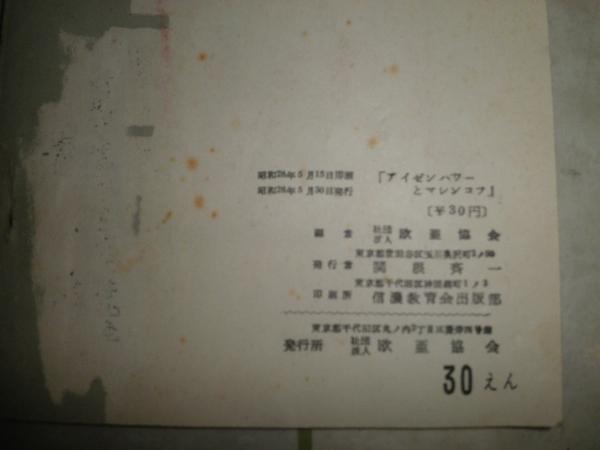 昭和28年5月15日印刷
昭和28年5月30日発行
『アイゼンハワー
とマレンコフ』
〔¥30円〕
編者 社団法人 欧亜協会
発行者 関根斉一
印刷所 信濃教育会出版部
発行所 社団法人 欧亜協会
30えん